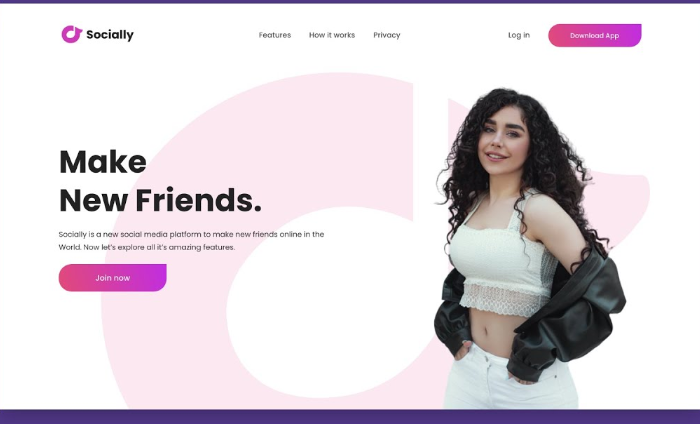 Socially
Features
How it works
Privacy
Log in
Download App
Make
New Friends.
Socially is a new social media platform to make new friends online in the
World. Now let's explore all it's amazing features.
Join now